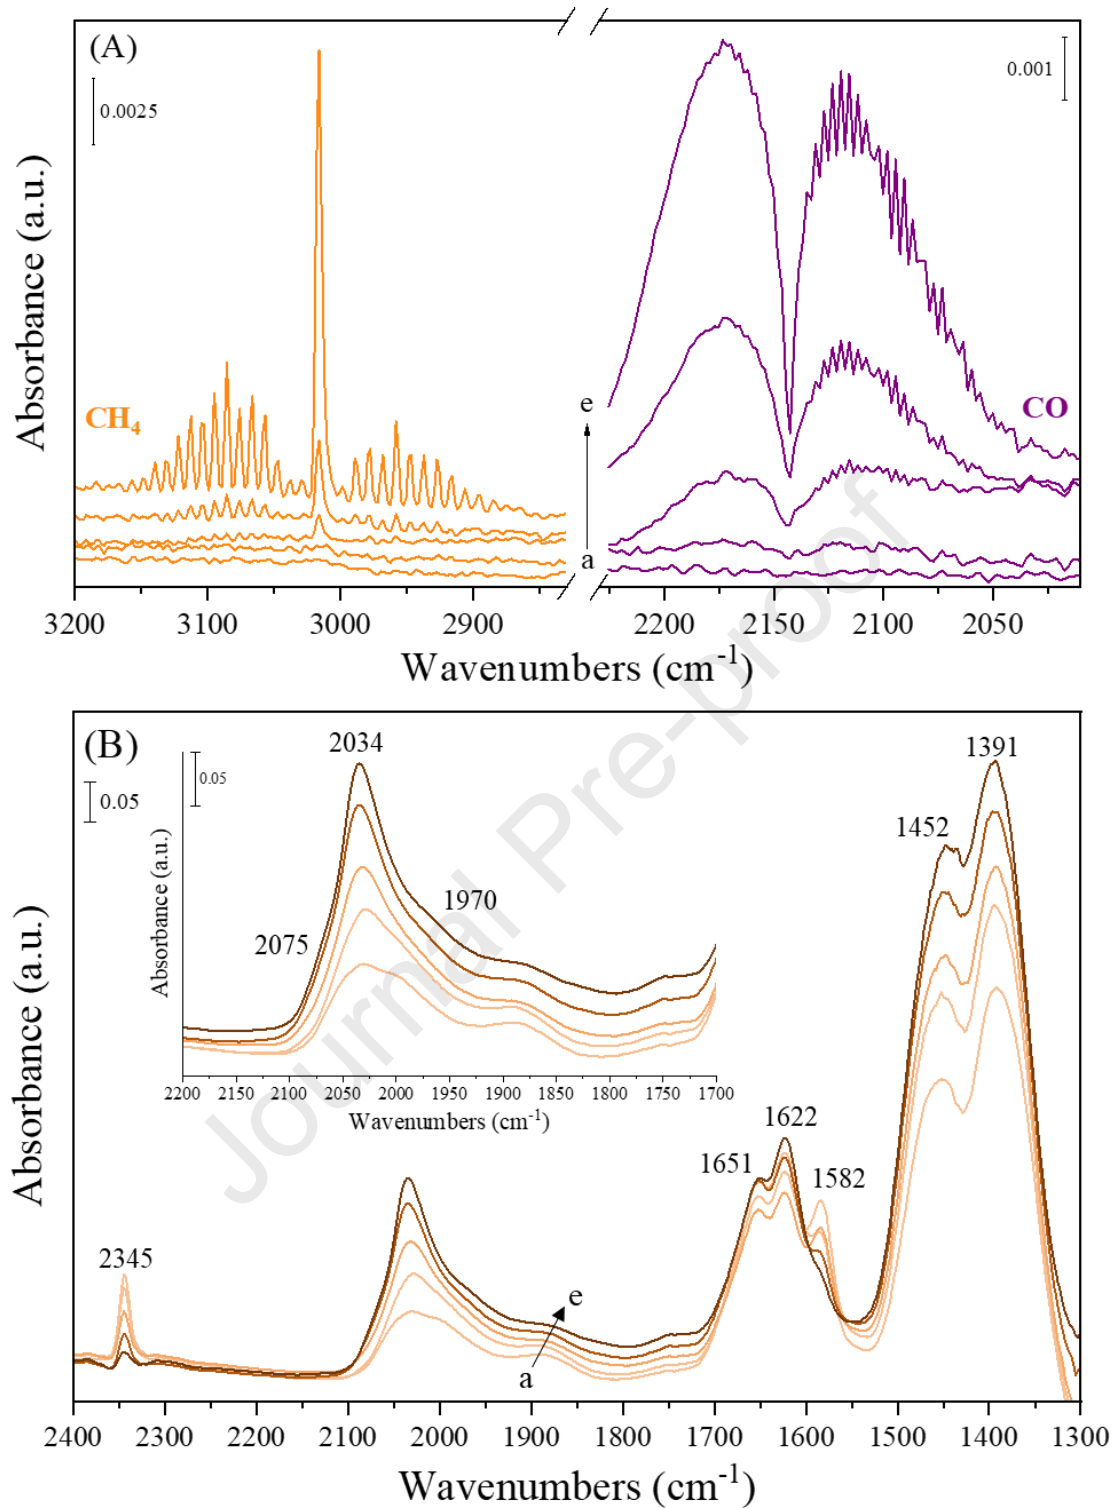 (A)
0.0025
0.001
Absorbance (a.u.)
CH4
e
a
CO
3200 3100 3000 2900 2200 2150 2100 2050
Wavenumbers (cm-1)
Journal Pre-proof
(B)
0.05
2034
0.05
1391
1452
1970
2075
Absorbance (a.u.)
2200 2150 2100 2050 2000 1950 1900 1850 1800 1750 1700
Wavenumbers (cm-1)
Absorbance (a.u.)
1622
1651
1582
2345
e
a
2400 2300 2200 2100 2000 1900 1800 1700 1600 1500 1400 1300
Wavenumbers (cm-1)